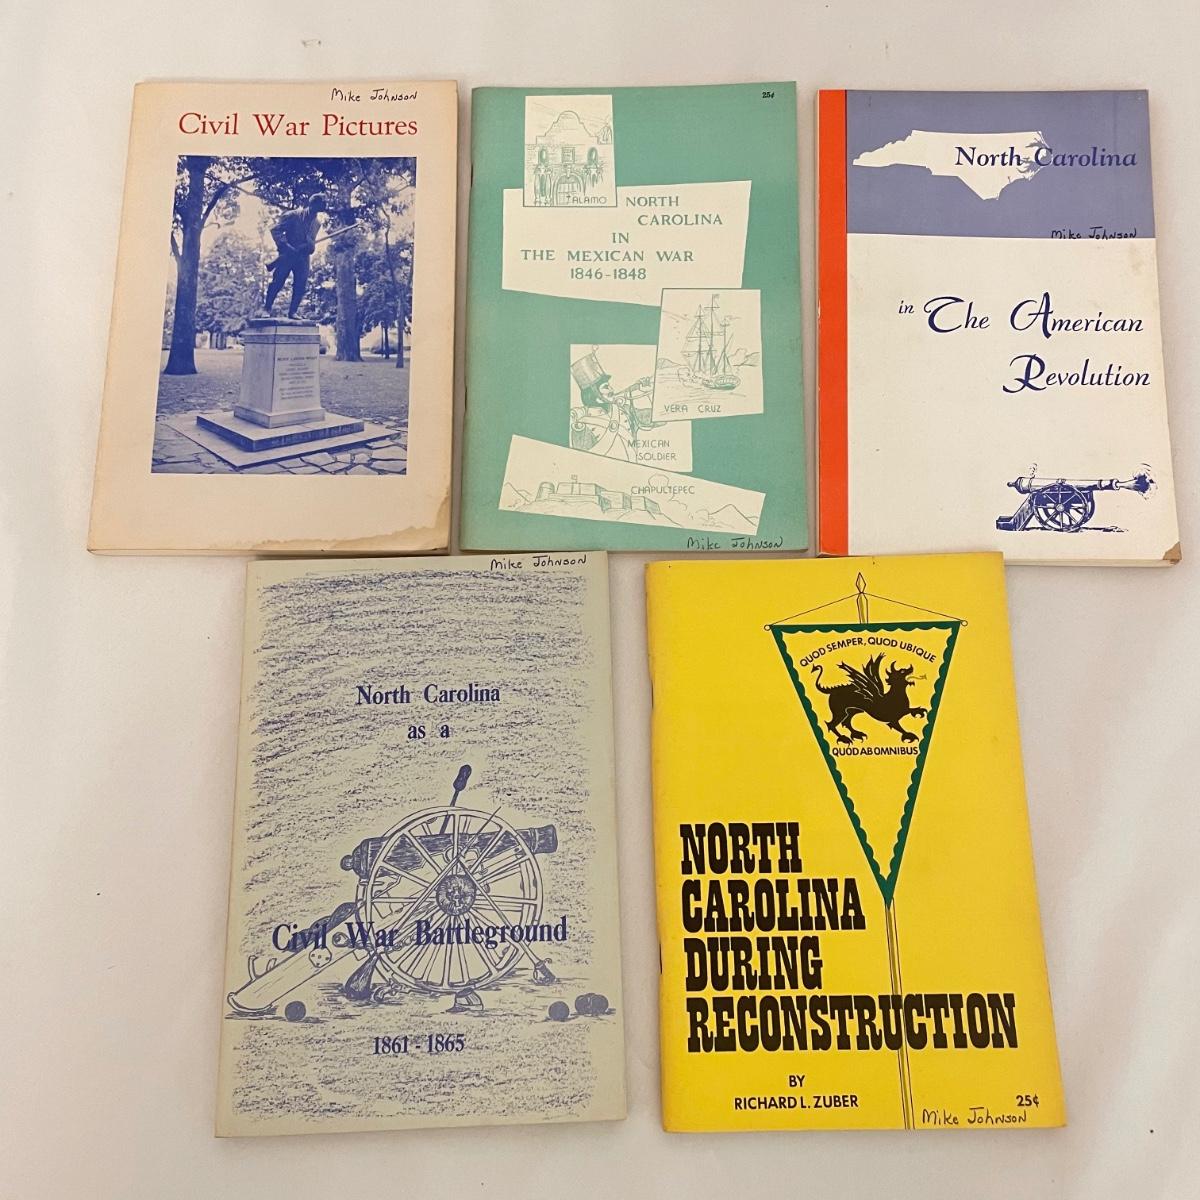 Mike Johnson
Civil War Pictures
25¢
ALAMO
NORTH
CAROLINA
IN
THE MEXICAN WAR
1846-1848
VERA CRUZ
MEXICAN
SOLDIER
CHAPULTEPEC
Mike Johnson
North Carolina
Mike Johnson
in The American
Revolution
Mike Johnson
North Carolina
as a
Civil War Battleground
1861 - 1865
QUOD SEMPER, QUOD UBIQUE
QUOD AB OMNIBUS
NORTH
CAROLINA
DURING
RECONSTRUCTION
BY
RICHARD L. ZUBER
25¢
Mike Johnson